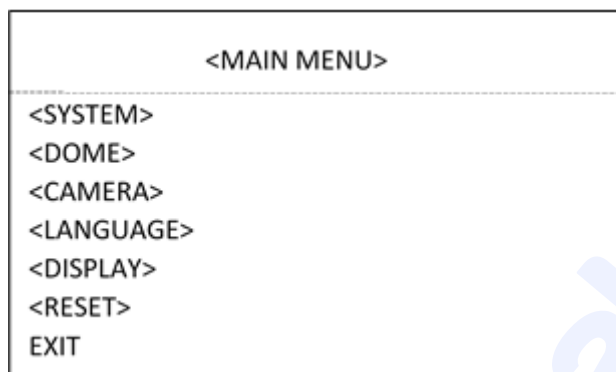 <MAIN MENU>
<SYSTEM>
<DOME>
<CAMERA>
<LANGUAGE>
<DISPLAY>
<RESET>
EXIT